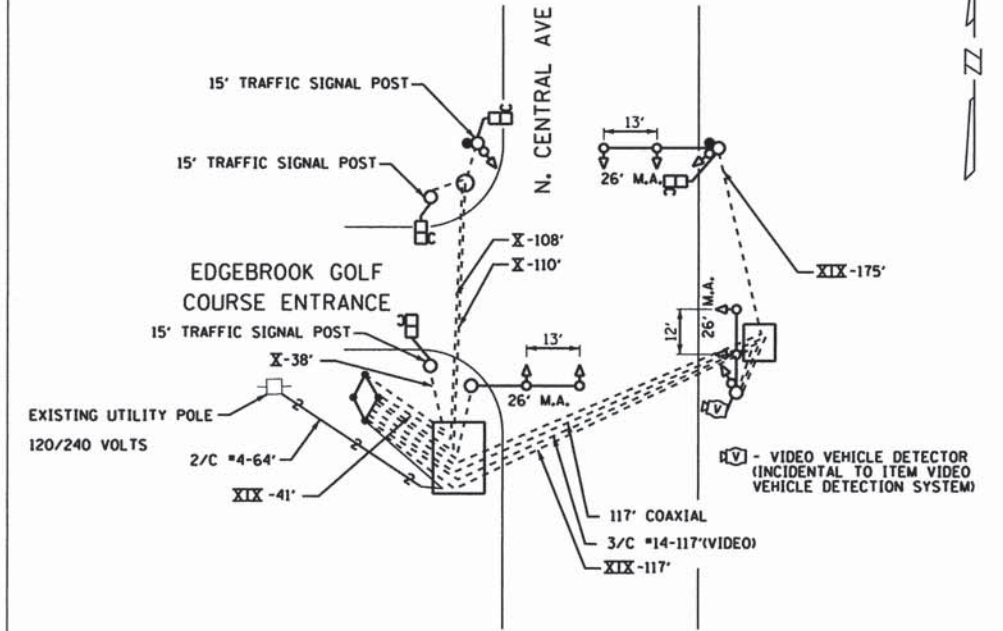 15' TRAFFIC SIGNAL POST
15' TRAFFIC SIGNAL POST
N. CENTRAL AVE
C
C
13'
26' M.A.
C
X-108'
X-110'
XIX-175'
EDGEBROOK GOLF
COURSE ENTRANCE
15' TRAFFIC SIGNAL POST
C
X-38'
13'
26' M.A.
12'
26' M.A.
EXISTING UTILITY POLE
120/240 VOLTS
2
2
2/C #4-64'
XIX-41'
V
V - VIDEO VEHICLE DETECTOR
(INCIDENTAL TO ITEM VIDEO
VEHICLE DETECTION SYSTEM)
117' COAXIAL
3/C #14-117'(VIDEO)
XIX-117'